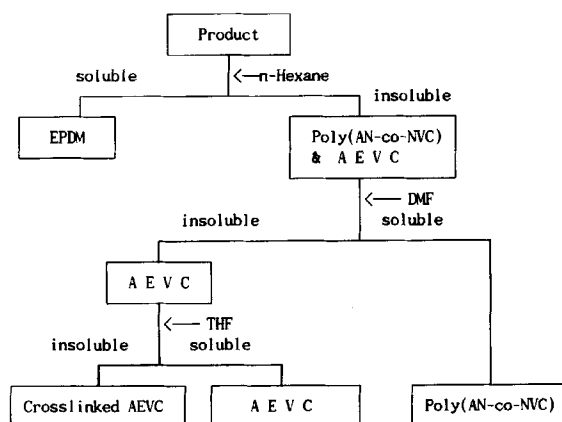 Product
soluble
n-Hexane
insoluble
EPDM
Poly(AN-co-NVC)
& A E V C
DMF
insoluble
soluble
A E V C
THF
insoluble
soluble
Crosslinked AEVC
A E V C
Poly(AN-co-NVC)